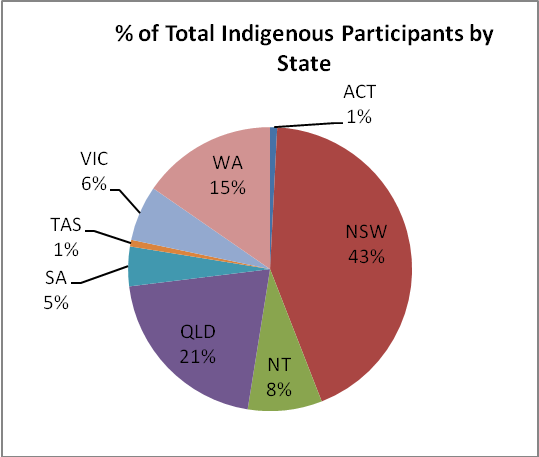 % of Total Indigenous Participants by
State
ACT
1%
NSW
43%
NT
8%
QLD
21%
SA
5%
TAS
1%
VIC
6%
WA
15%